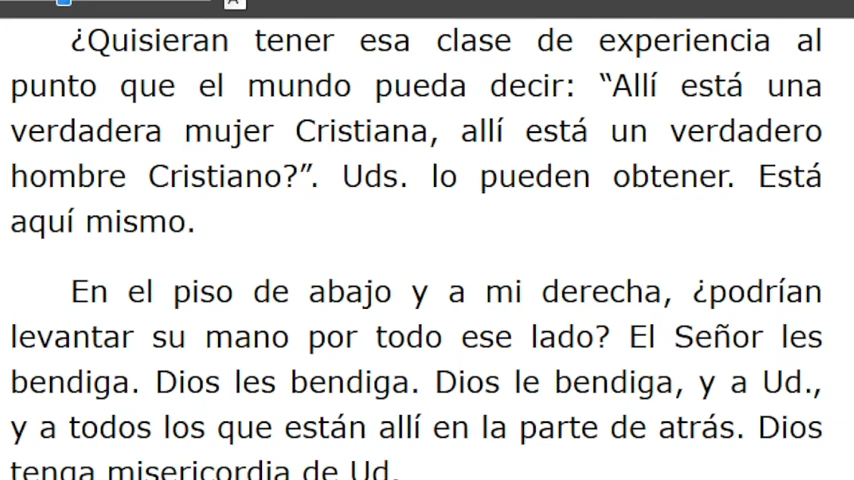 ¿Quisieran tener esa clase de experiencia al
punto que el mundo pueda decir: “Allí está una
verdadera mujer Cristiana, allí está un verdadero
hombre Cristiano?”. Uds. lo pueden obtener. Está
aquí mismo.
En el piso de abajo y a mi derecha, ¿podrían
levantar su mano por todo ese lado? El Señor les
bendiga. Dios les bendiga. Dios le bendiga, y a Ud.,
y a todos los que están allí en la parte de atrás. Dios
tenga misericordia de Ud.